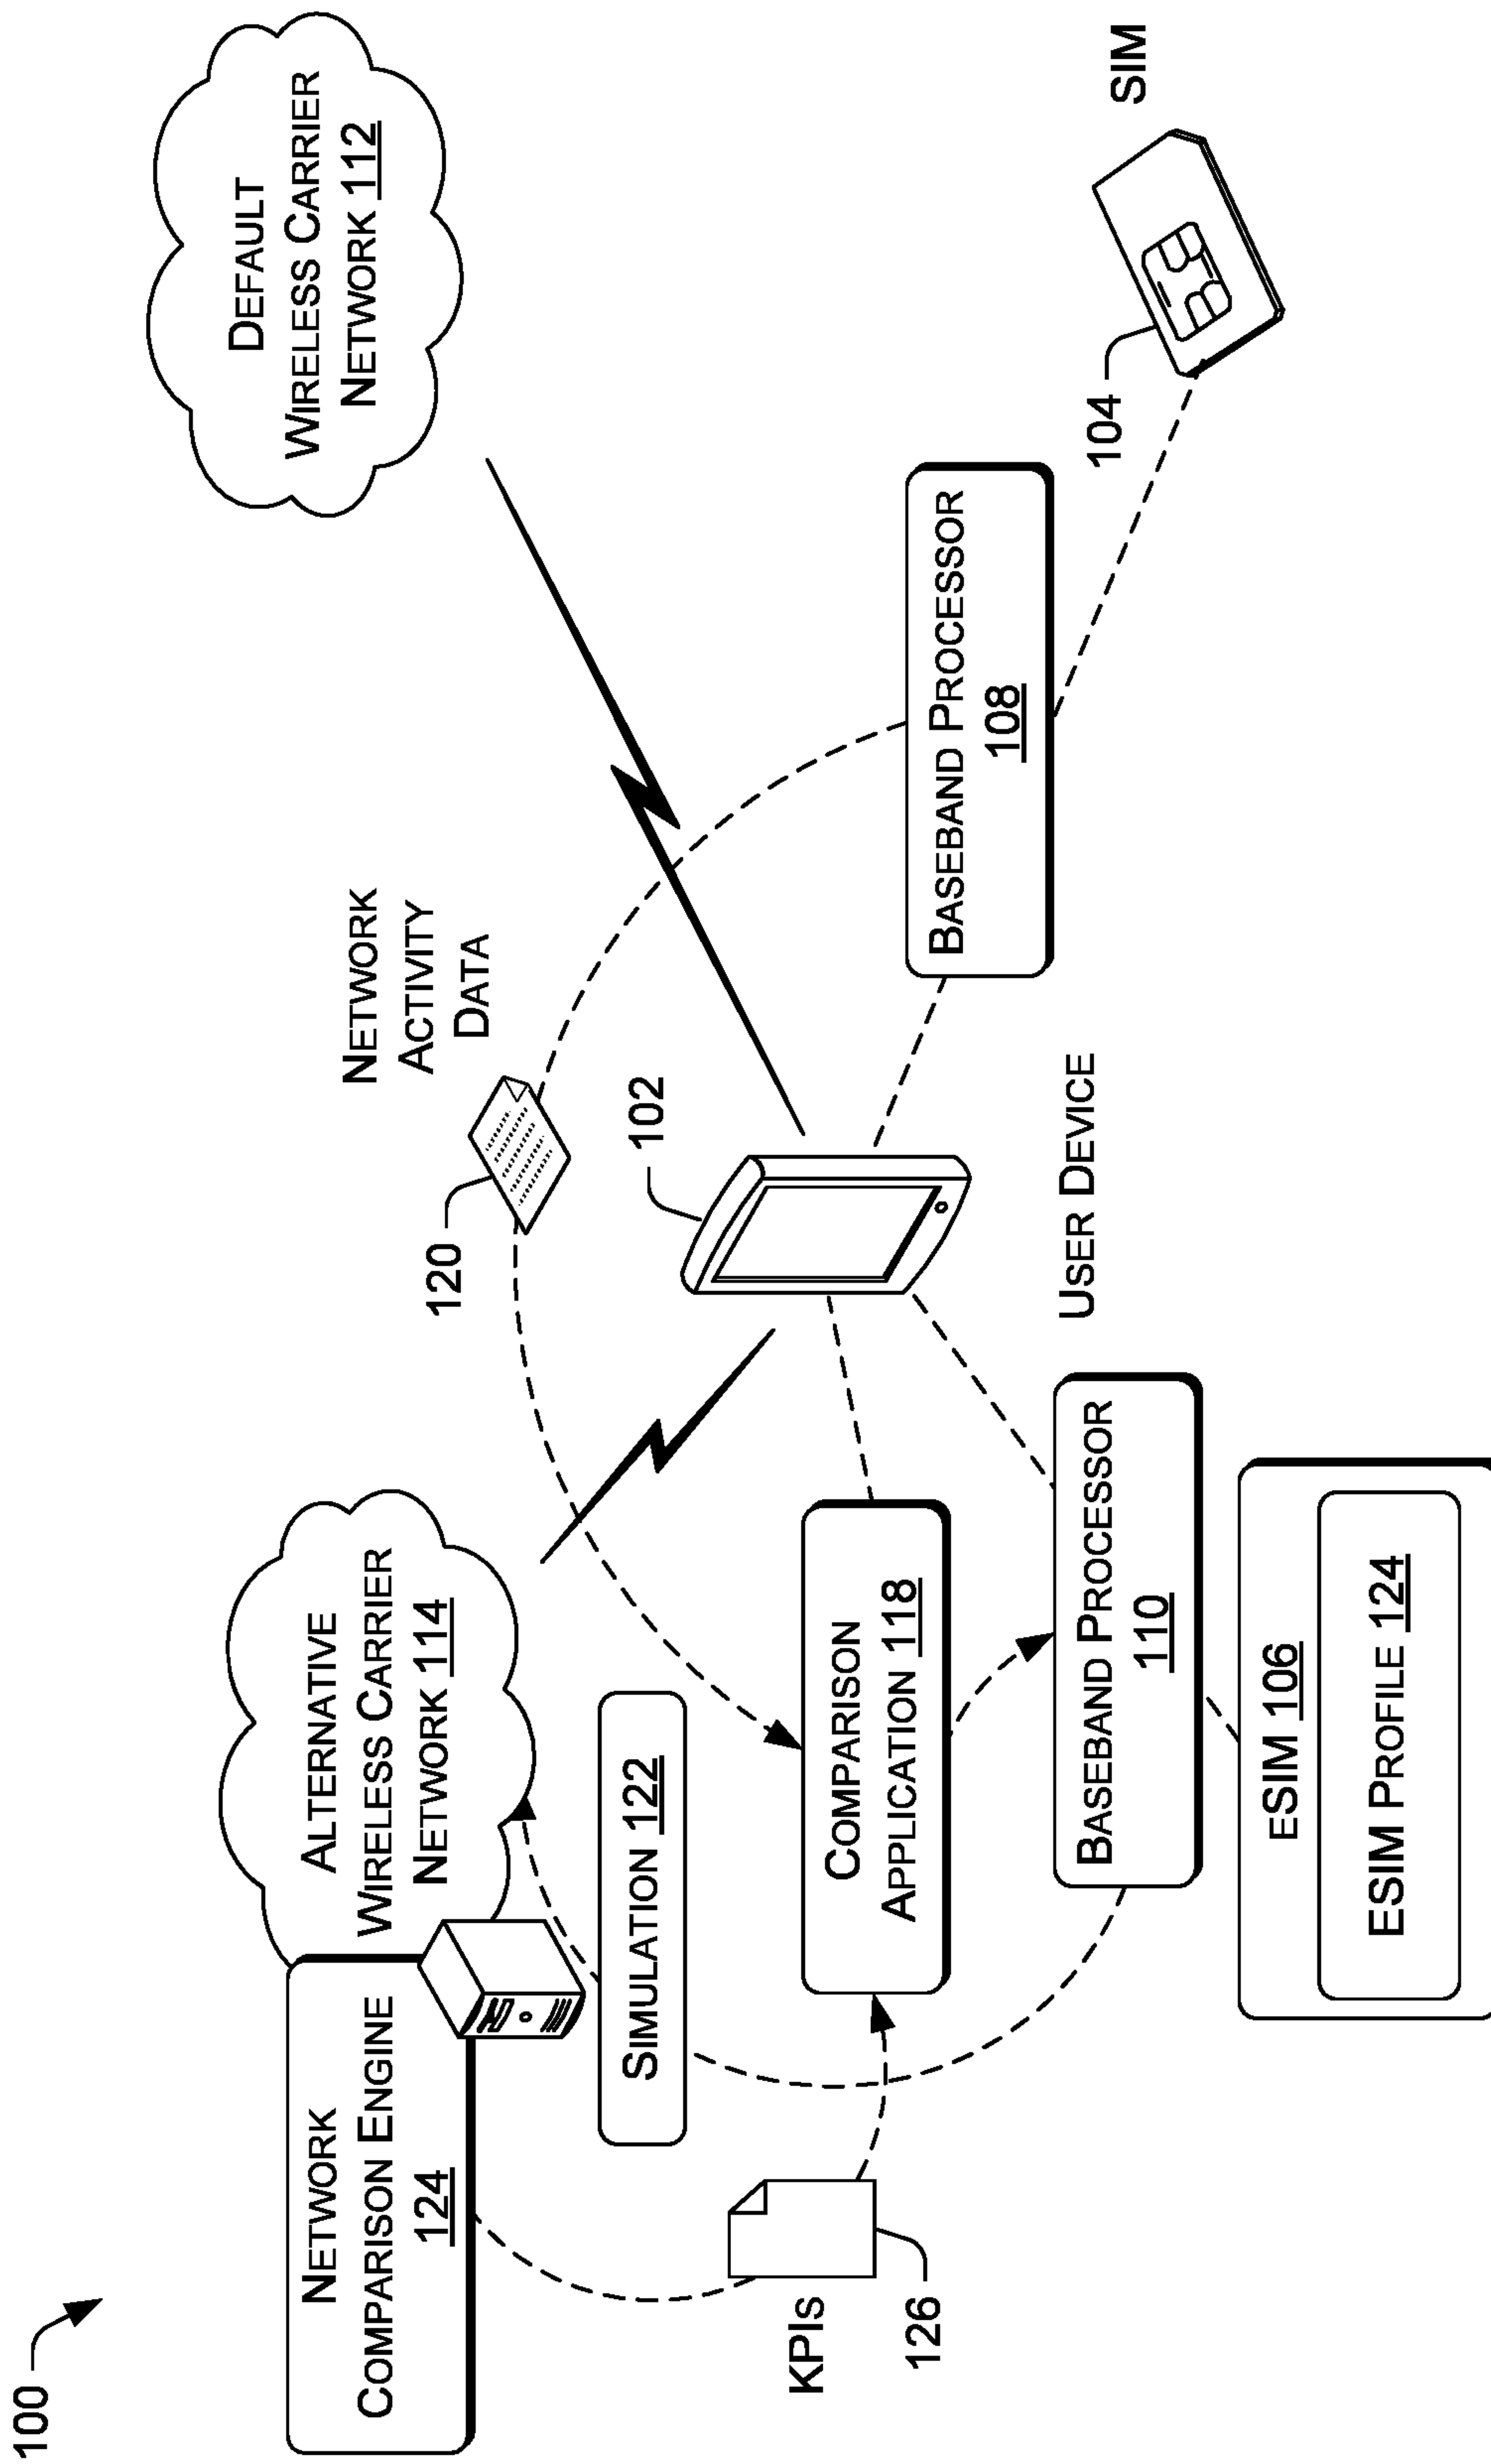 100
NETWORK
COMPARISON ENGINE
124
ALTERNATIVE
WIRELESS CARRIER
NETWORK 114
DEFAULT
WIRELESS CARRIER
NETWORK 112
NETWORK
ACTIVITY
DATA
120
SIMULATION 122
102
KPIs
126
COMPARISON
APPLICATION 118
USER DEVICE
BASEBAND PROCESSOR
108
SIM
104
BASEBAND PROCESSOR
110
eSIM 106
ESIM PROFILE 124